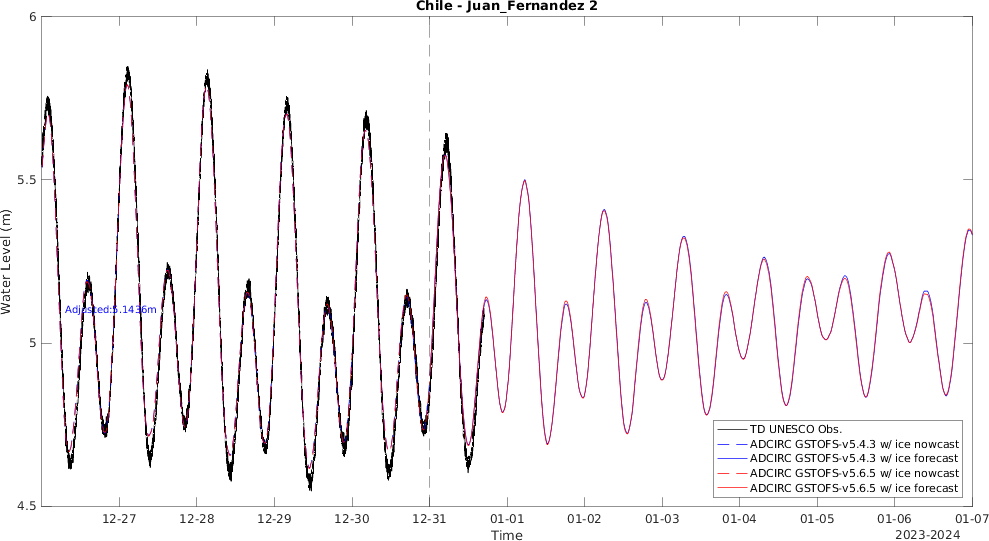 Chile - Juan_Fernandez 2
6
5.5
5
4.5
Water Level (m)
Adjusted:5.1436m
TD UNESCO Obs.
ADCIRC GSTOFS-v5.4.3 w/ ice nowcast
ADCIRC GSTOFS-v5.4.3 w/ ice forecast
ADCIRC GSTOFS-v5.6.5 w/ ice nowcast
ADCIRC GSTOFS-v5.6.5 w/ ice forecast
12-27 12-28 12-29 12-30 12-31 01-01 01-02 01-03 01-04 01-05 01-06 01-07
Time
2023-2024